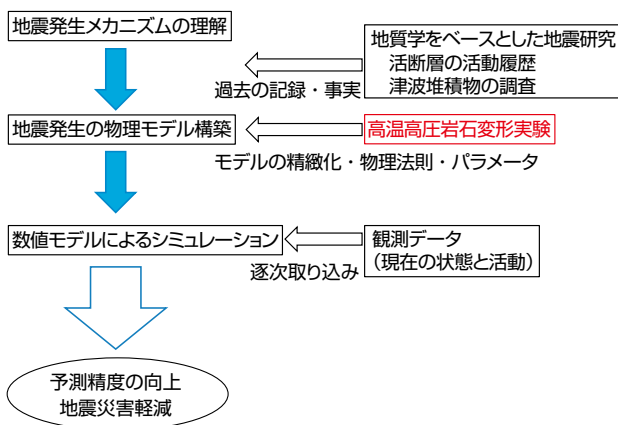 地震発生メカニズムの理解
地質学をベースとした地震研究
活断層の活動履歴
津波堆積物の調査
過去の記録・事実
地震発生の物理モデル構築
高温高圧岩石変形実験
モデルの精緻化・物理法則・パラメータ
数値モデルによるシミュレーション
観測データ
（現在の状態と活動）
逐次取り込み
予測精度の向上
地震災害軽減